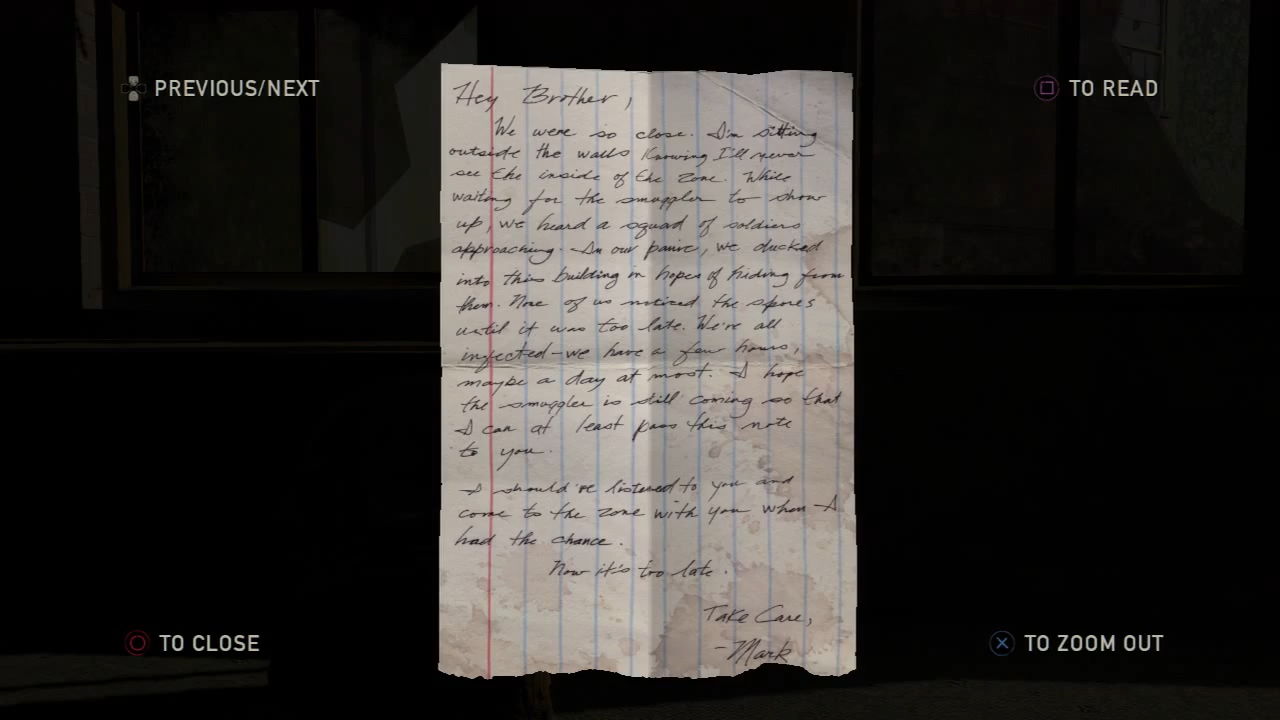 PREVIOUS/NEXT
TO READ
Hey Brother,
We were so close. I'm sitting
outside the walls knowing I'll never
see the inside of the zone. While
waiting for the smuggler to show
up, we heard a squad of soldiers
approaching. In our panic, we ducked
into this building in hopes of hiding from
them. None of us noticed the spores
until it was too late. We're all
infected-we have a few hours,
maybe a day at most. I hope
the smuggler is still coming so that
I can at least pass this note
to you.
I should've listened to you and
come to the zone with you when I
had the chance.
Now it's too late.
Take Care,
-Mark
TO CLOSE
TO ZOOM OUT